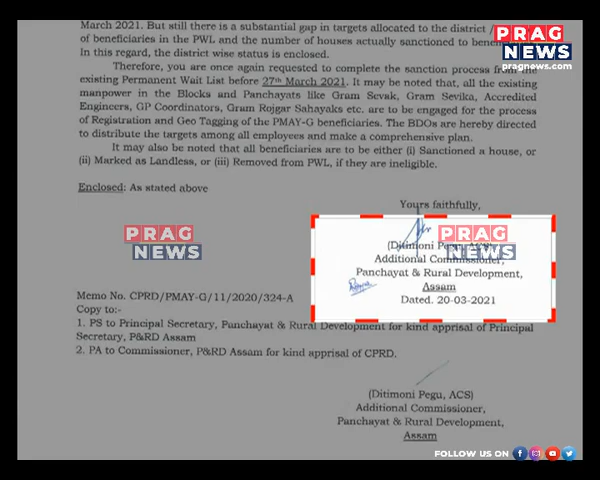 March 2021. But still there is a substantial gap in targets allocated to the district /
of beneficiaries in the PWL and the number of houses actually sanctioned to
In this regard, the district wise status is enclosed.
Therefore, you are once again requested to complete the sanction process from the
existing Permanent Wait List before 27th March 2021. It may be noted that, all the existing
manpower in the Blocks and Panchayats like Gram Sevak, Gram Sevika, Accredited
Engineers, GP Coordinators, Gram Rojgar Sahayaks etc. are to be engaged for the process
of Registration and Geo Tagging of the PMAY-G beneficiaries. The BDOs are hereby directed
to distribute the targets among all employees and make a comprehensive plan.
It may also be noted that all beneficiaries are to be either (i) Sanctioned a house, or
(ii) Marked as Landless, or (iii) Removed from PWL, if they are ineligible.
Enclosed: As stated above
Yours faithfully,
(Ditimoni Pegu, ACS)
Additional Commissioner,
Panchayat & Rural Development,
Assam
Dated. 20-03-2021
Memo No. CPRD/PMAY-G/11/2020/324-A
Copy to:-
1. PS to Principal Secretary, Panchayat & Rural Development for kind apprisal of Principal
Secretary, P&RD Assam
2. PA to Commissioner, P&RD Assam for kind apprisal of CPRD.
(Ditimoni Pegu, ACS)
Additional Commissioner,
Panchayat & Rural Development,
Assam
PRAG
NEWS
pragnews.com
PRAG
NEWS
PRAG
NEWS
FOLLOW US ON